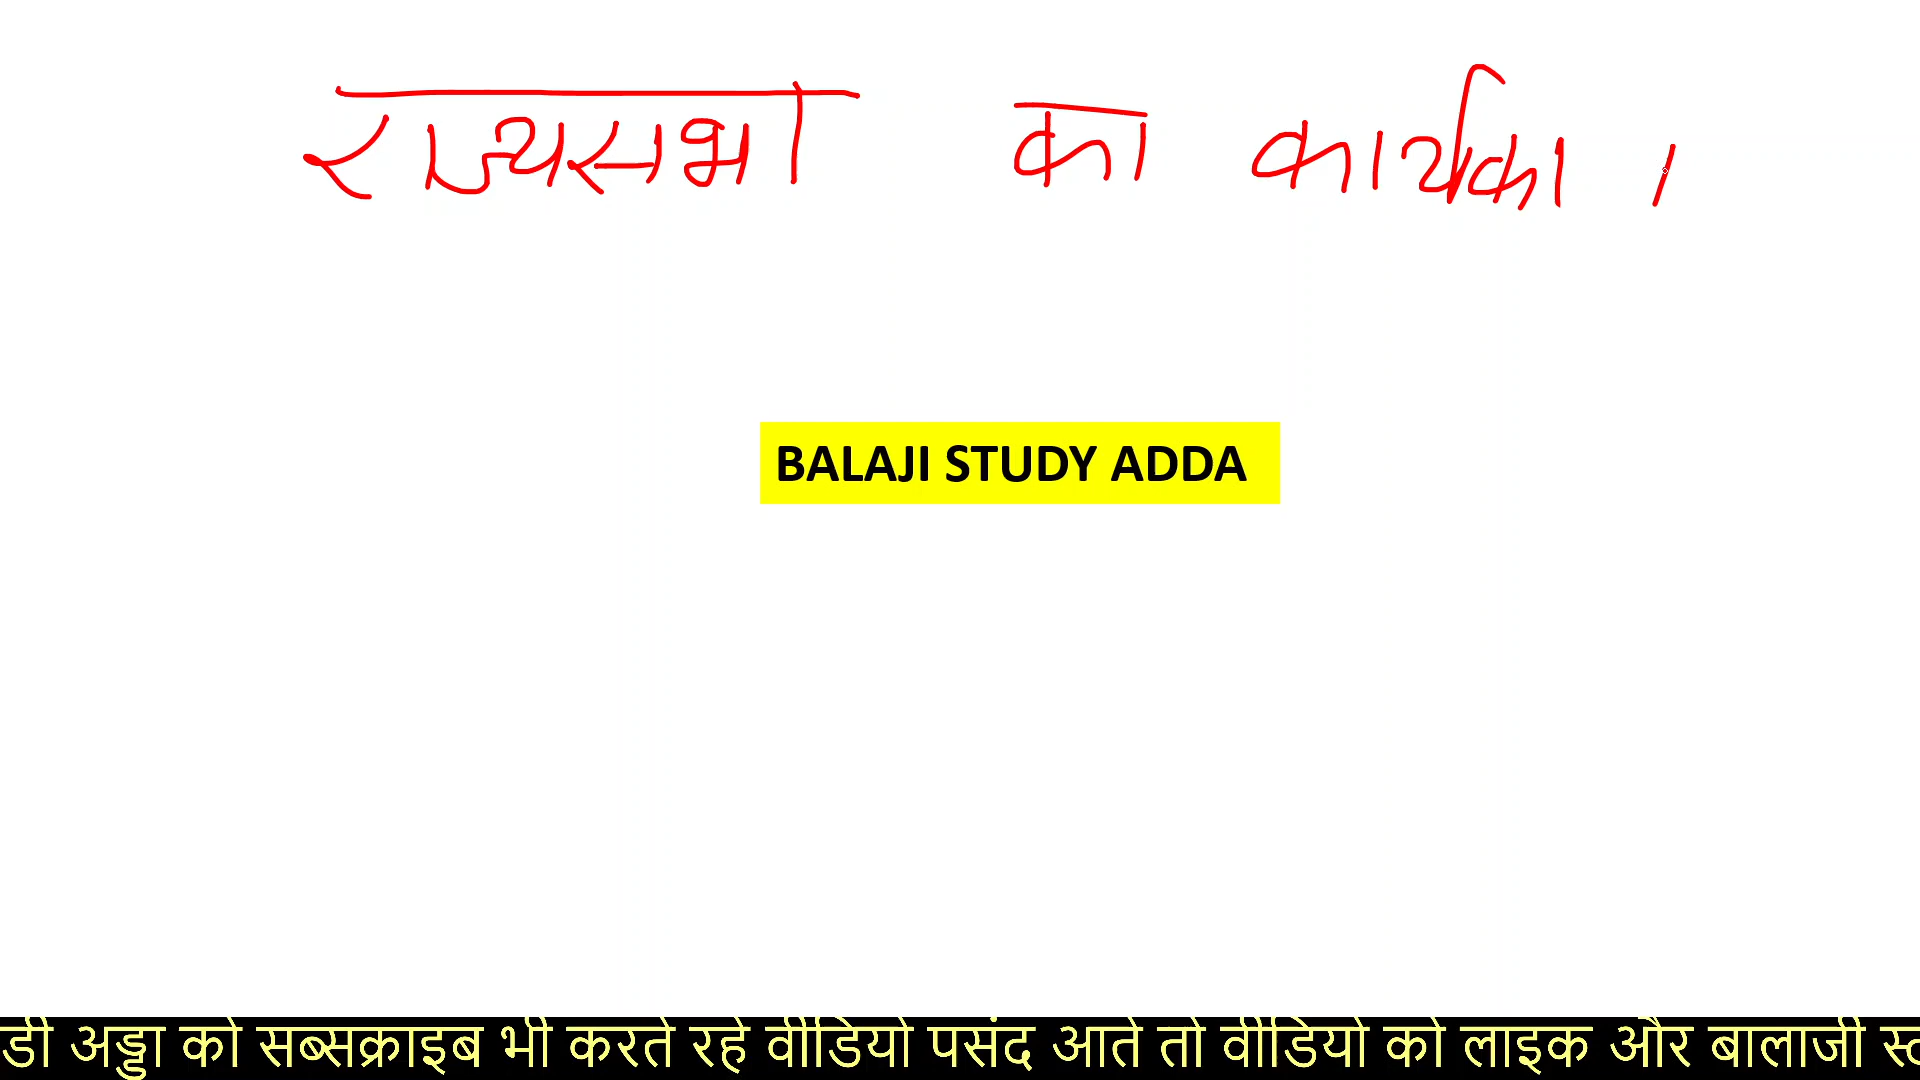 राज्यसभा का कार्यका
BALAJI STUDY ADDA
डी अड्डा को सब्सक्राइब भी करते रहे वीडियो पसंद आते तो वीडियो को लाइक और बालाजी स्ट